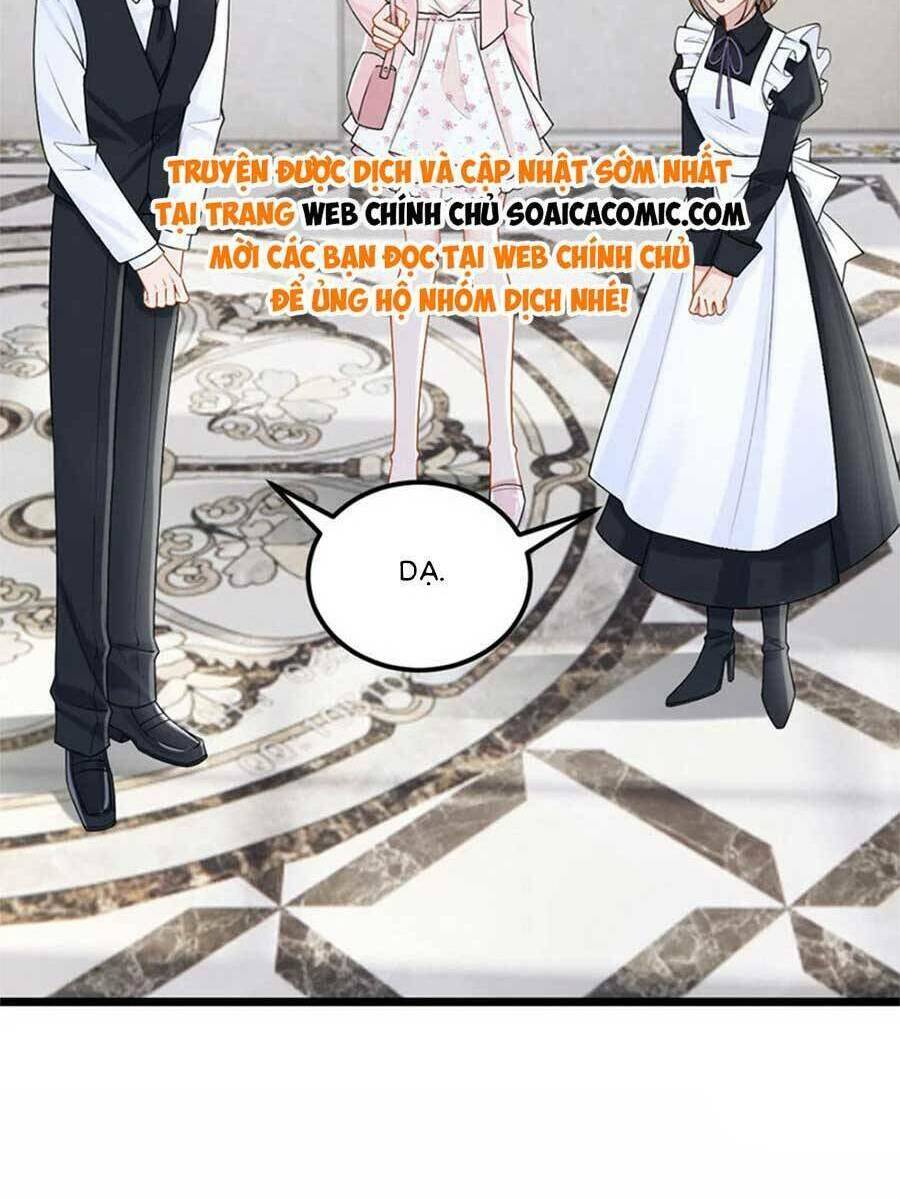 TRUYỆN ĐƯỢC DỊCH VÀ CẬP NHẬT SỚM NHẤT
TẠI TRANG WEB CHÍNH CHỦ SOAICACOMIC.COM
MỜI CÁC BẠN ĐỌC TẠI WEB CHÍNH CHỦ
ĐỂ ỦNG HỘ NHÓM DỊCH NHÉ!
DẠ.